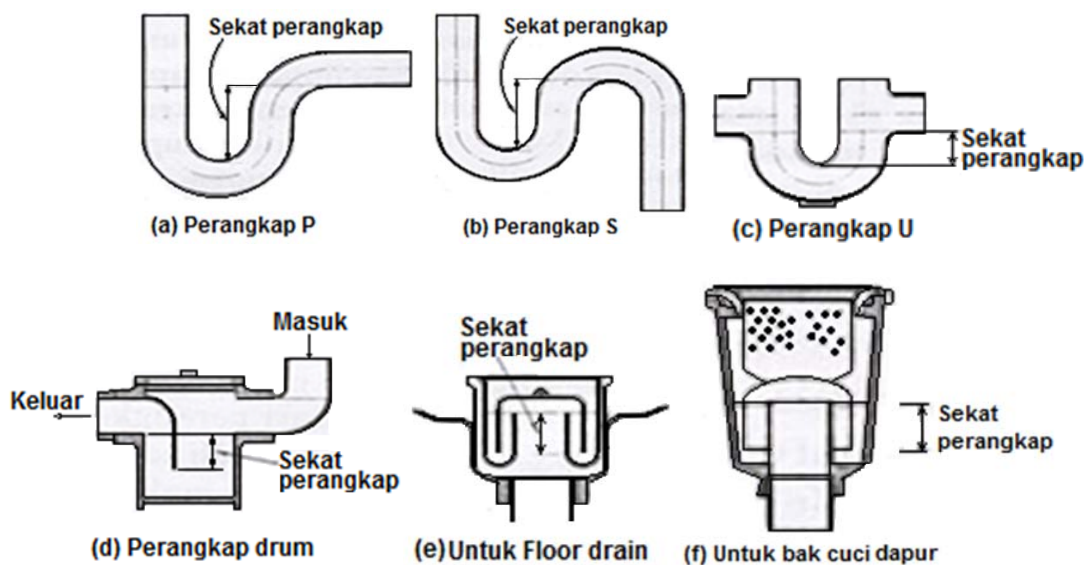 Sekat perangkap
(a) Perangkap P
Sekat perangkap
(b) Perangkap S
Sekat
perangkap
(c) Perangkap U
Masuk
Keluar
Sekat
perangkap
(d) Perangkap drum
Sekat
perangkap
(e) Untuk Floor drain
Sekat
perangkap
(f) Untuk bak cuci dapur